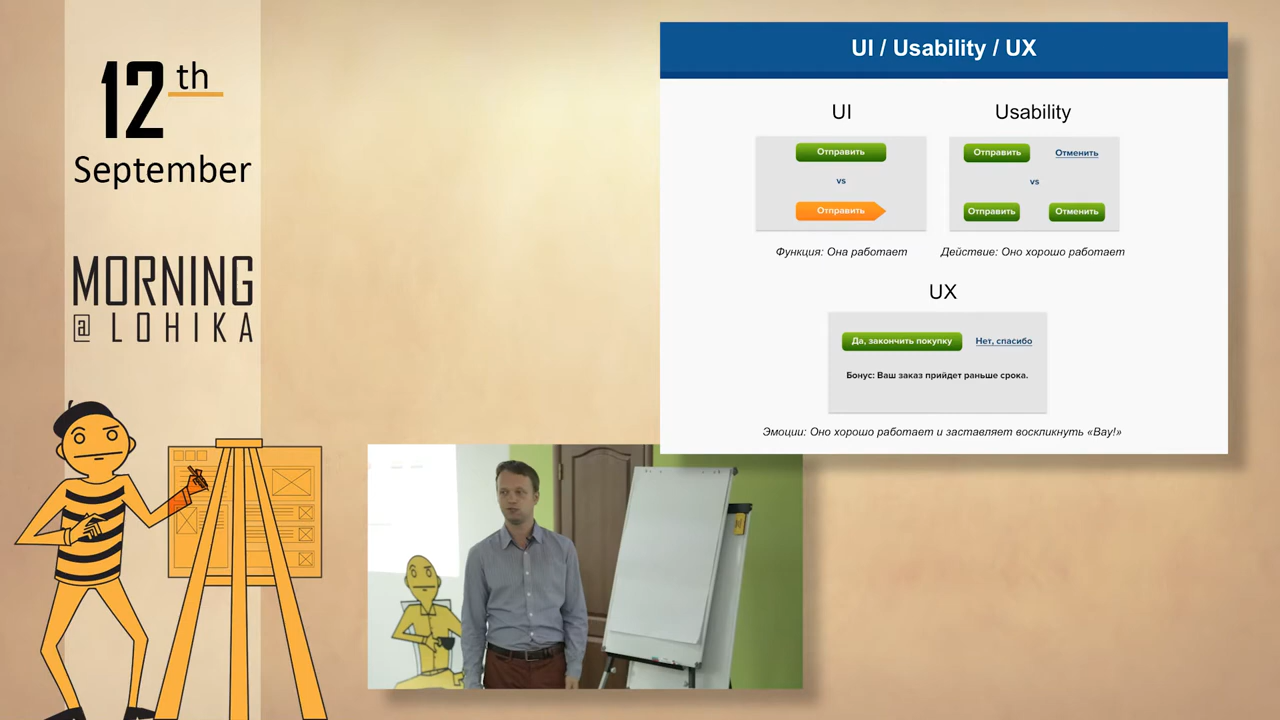 12th
September
MORNING
@ LOHIKA
UI / Usability / UX
UI
Отправить
vs
Отправить
Функция: Она работает
Usability
Отправить Отменить
vs
Отправить Отменить
Действие: Оно хорошо работает
UX
Да, закончить покупку Нет, спасибо
Бонус: Ваш заказ прийдет раньше срока.
Эмоции: Оно хорошо работает и заставляет воскликнуть «Вау!»